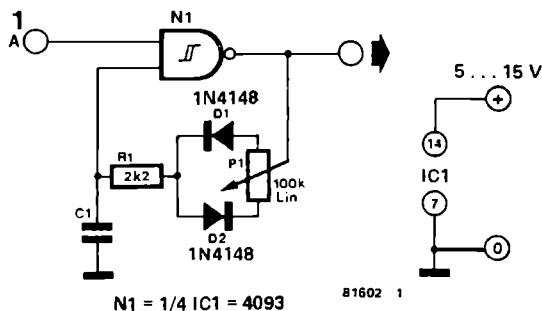 1
A
N1
5 ... 15 V
+
1N4148
D1
14
R1
2k2
P1
100k
Lin
IC1
C1
7
D2
1N4148
0
N1 = 1/4 IC1 = 4093
81602 1